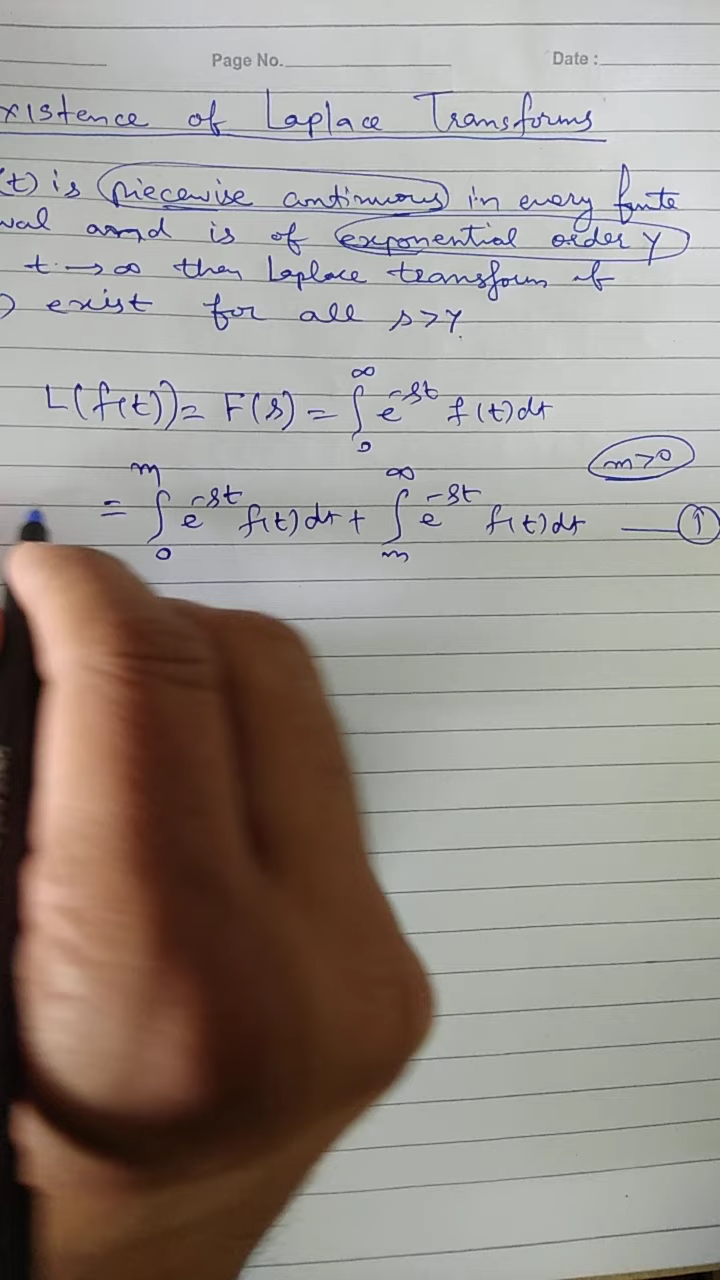 Page No. Date :
xistence of Laplace Transforms
(t) is piecewise continuous in every finite
val and is of exponential order γ
t → ∞ then Laplace transform of
) exist for all s>γ
L(f(t)) = F(s) = ∫₀^∞ e^-st f(t)dt
m>0
= ∫₀^m e^-st f(t)dt + ∫ₘ^∞ e^-st f(t)dt —— ①